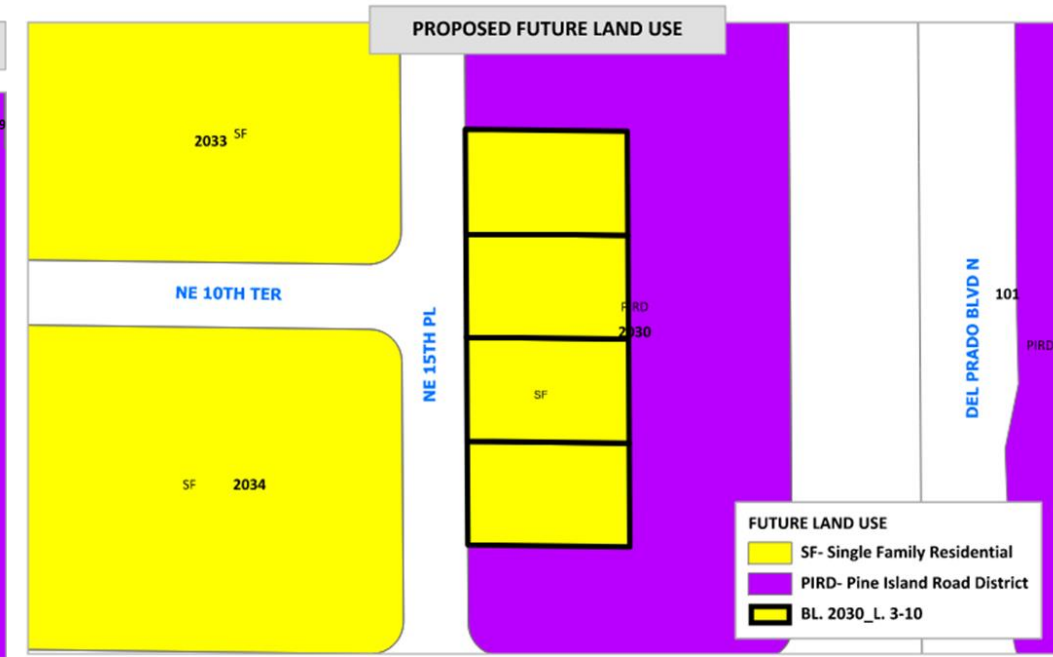 PROPOSED FUTURE LAND USE
9
2033 SF
NE 10TH TER
NE 15TH PL
PIRD
2030
SF
SF 2034
DEL PRADO BLVD N
101
PIRD
FUTURE LAND USE
SF- Single Family Residential
PIRD- Pine Island Road District
BL. 2030_L. 3-10